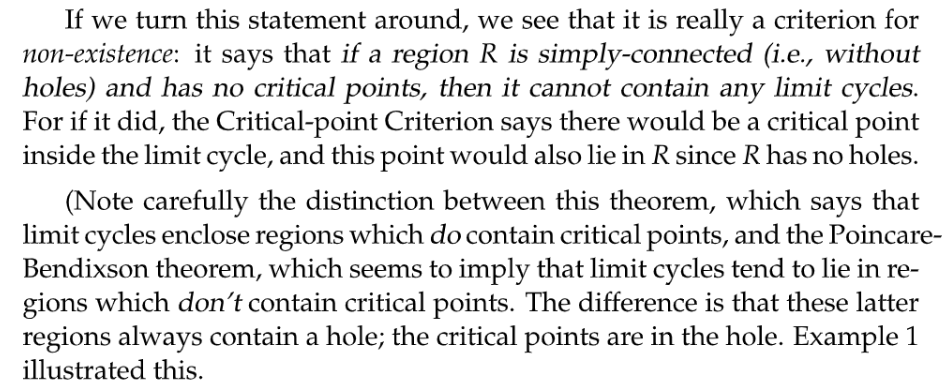 If we turn this statement around, we see that it is really a criterion for
non-existence: it says that if a region R is simply-connected (i.e., without
holes) and has no critical points, then it cannot contain any limit cycles.
For if it did, the Critical-point Criterion says there would be a critical point
inside the limit cycle, and this point would also lie in R since R has no holes.
(Note carefully the distinction between this theorem, which says that
limit cycles enclose regions which do contain critical points, and the Poincare-
Bendixson theorem, which seems to imply that limit cycles tend to lie in re-
gions which don't contain critical points. The difference is that these latter
regions always contain a hole; the critical points are in the hole. Example 1
illustrated this.